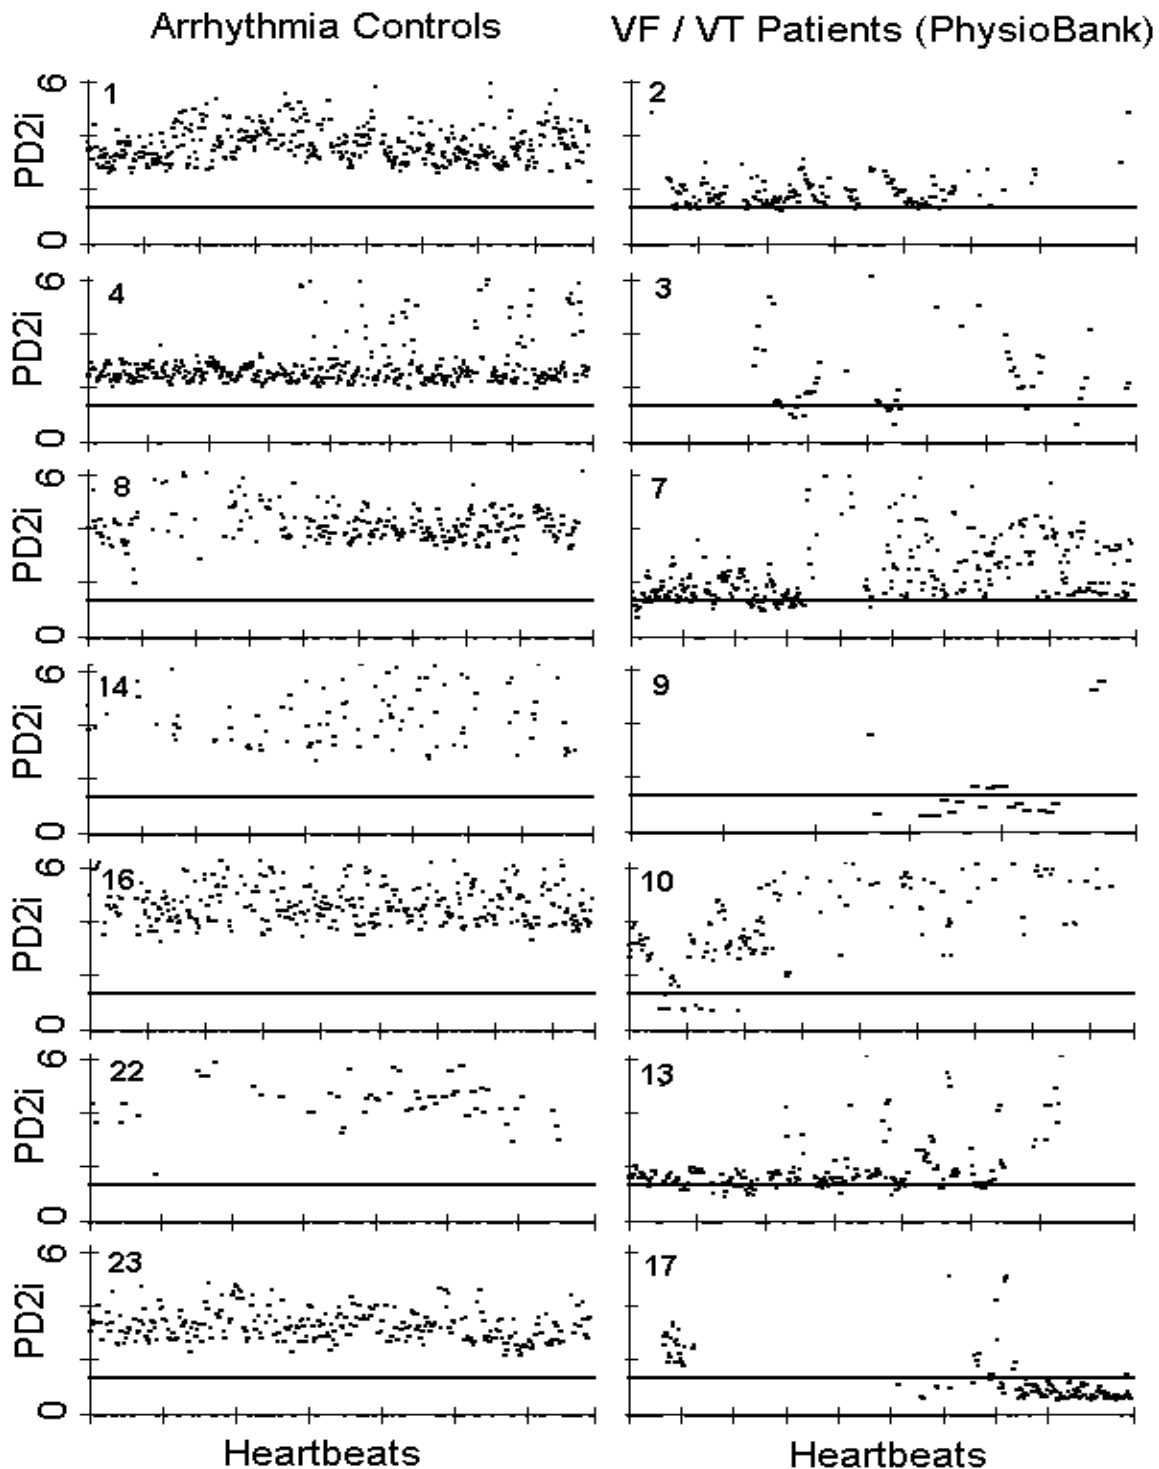 Arrhythmia Controls
VF / VT Patients (PhysioBank)
PD2i
6
0
1
2
PD2i
6
0
4
3
PD2i
6
0
8
7
PD2i
6
0
14
9
PD2i
6
0
16
10
PD2i
6
0
22
13
PD2i
6
0
23
17
Heartbeats
Heartbeats